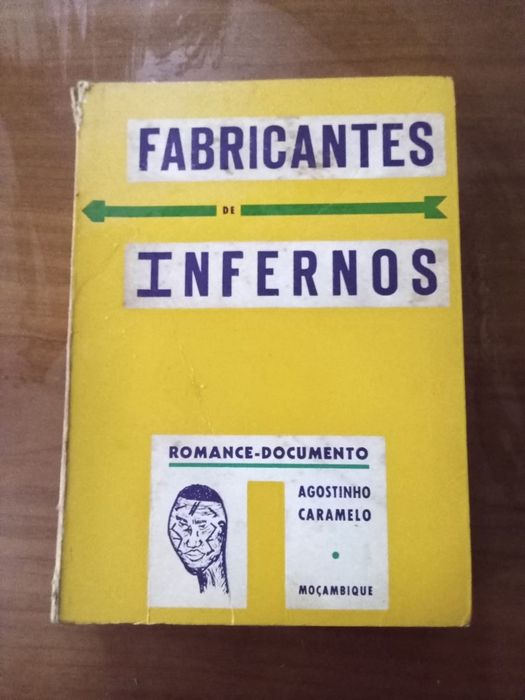 FABRICANTES
DE
INFERNOS
ROMANCE-DOCUMENTO
AGOSTINHO
CARAMELO
MOÇAMBIQUE